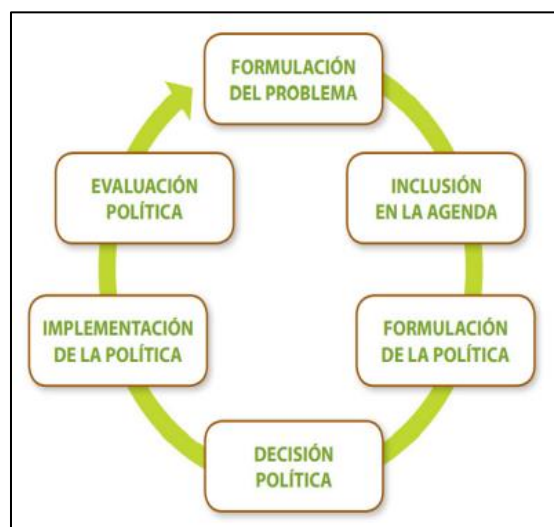 FORMULACIÓN
DEL PROBLEMA
INCLUSIÓN
EN LA AGENDA
FORMULACIÓN
DE LA POLÍTICA
DECISIÓN
POLÍTICA
IMPLEMENTACIÓN
DE LA POLÍTICA
EVALUACIÓN
POLÍTICA